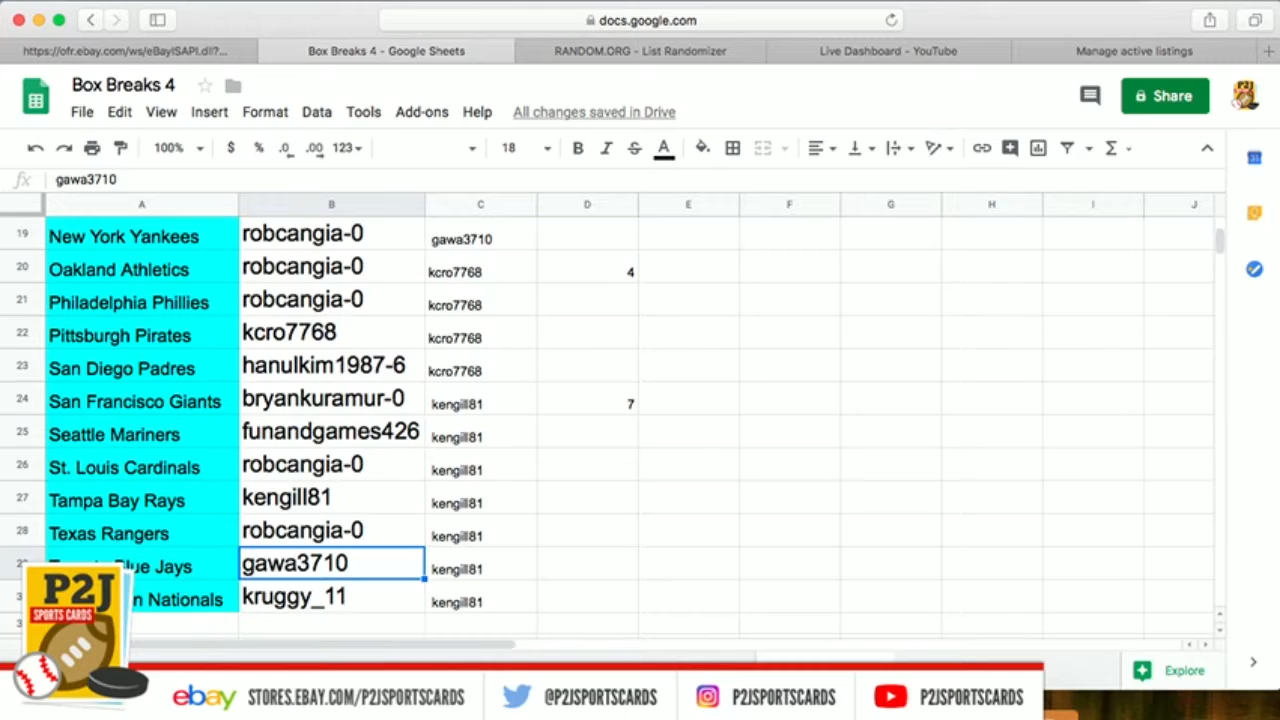 docs.google.com
https://ofr.ebay.com/ws/eBayISAPI.dll?...
Box Breaks 4 - Google Sheets
RANDOM.ORG - List Randomizer
Live Dashboard - YouTube
Manage active listings
Box Breaks 4
File Edit View Insert Format Data Tools Add-ons Help All changes saved in Drive
Share
100% $ % .0 .00 123 18 B I S A
fx gawa3710
A B C D E F G H I J
19 New York Yankees robcangia-0 gawa3710
20 Oakland Athletics robcangia-0 kcro7768 4
21 Philadelphia Phillies robcangia-0 kcro7768
22 Pittsburgh Pirates kcro7768 kcro7768
23 San Diego Padres hanulkim1987-6 kcro7768
24 San Francisco Giants bryankuramur-0 kengill81 7
25 Seattle Mariners funandgames426 kengill81
26 St. Louis Cardinals robcangia-0 kengill81
27 Tampa Bay Rays kengill81 kengill81
28 Texas Rangers robcangia-0 kengill81
Blue Jays gawa3710 kengill81
Nationals kruggy_11 kengill81
Explore
P2J
SPORTS CARDS
ebay STORES.EBAY.COM/P2JSPORTSCARDS @P2JSPORTSCARDS P2JSPORTSCARDS P2JSPORTSCARDS